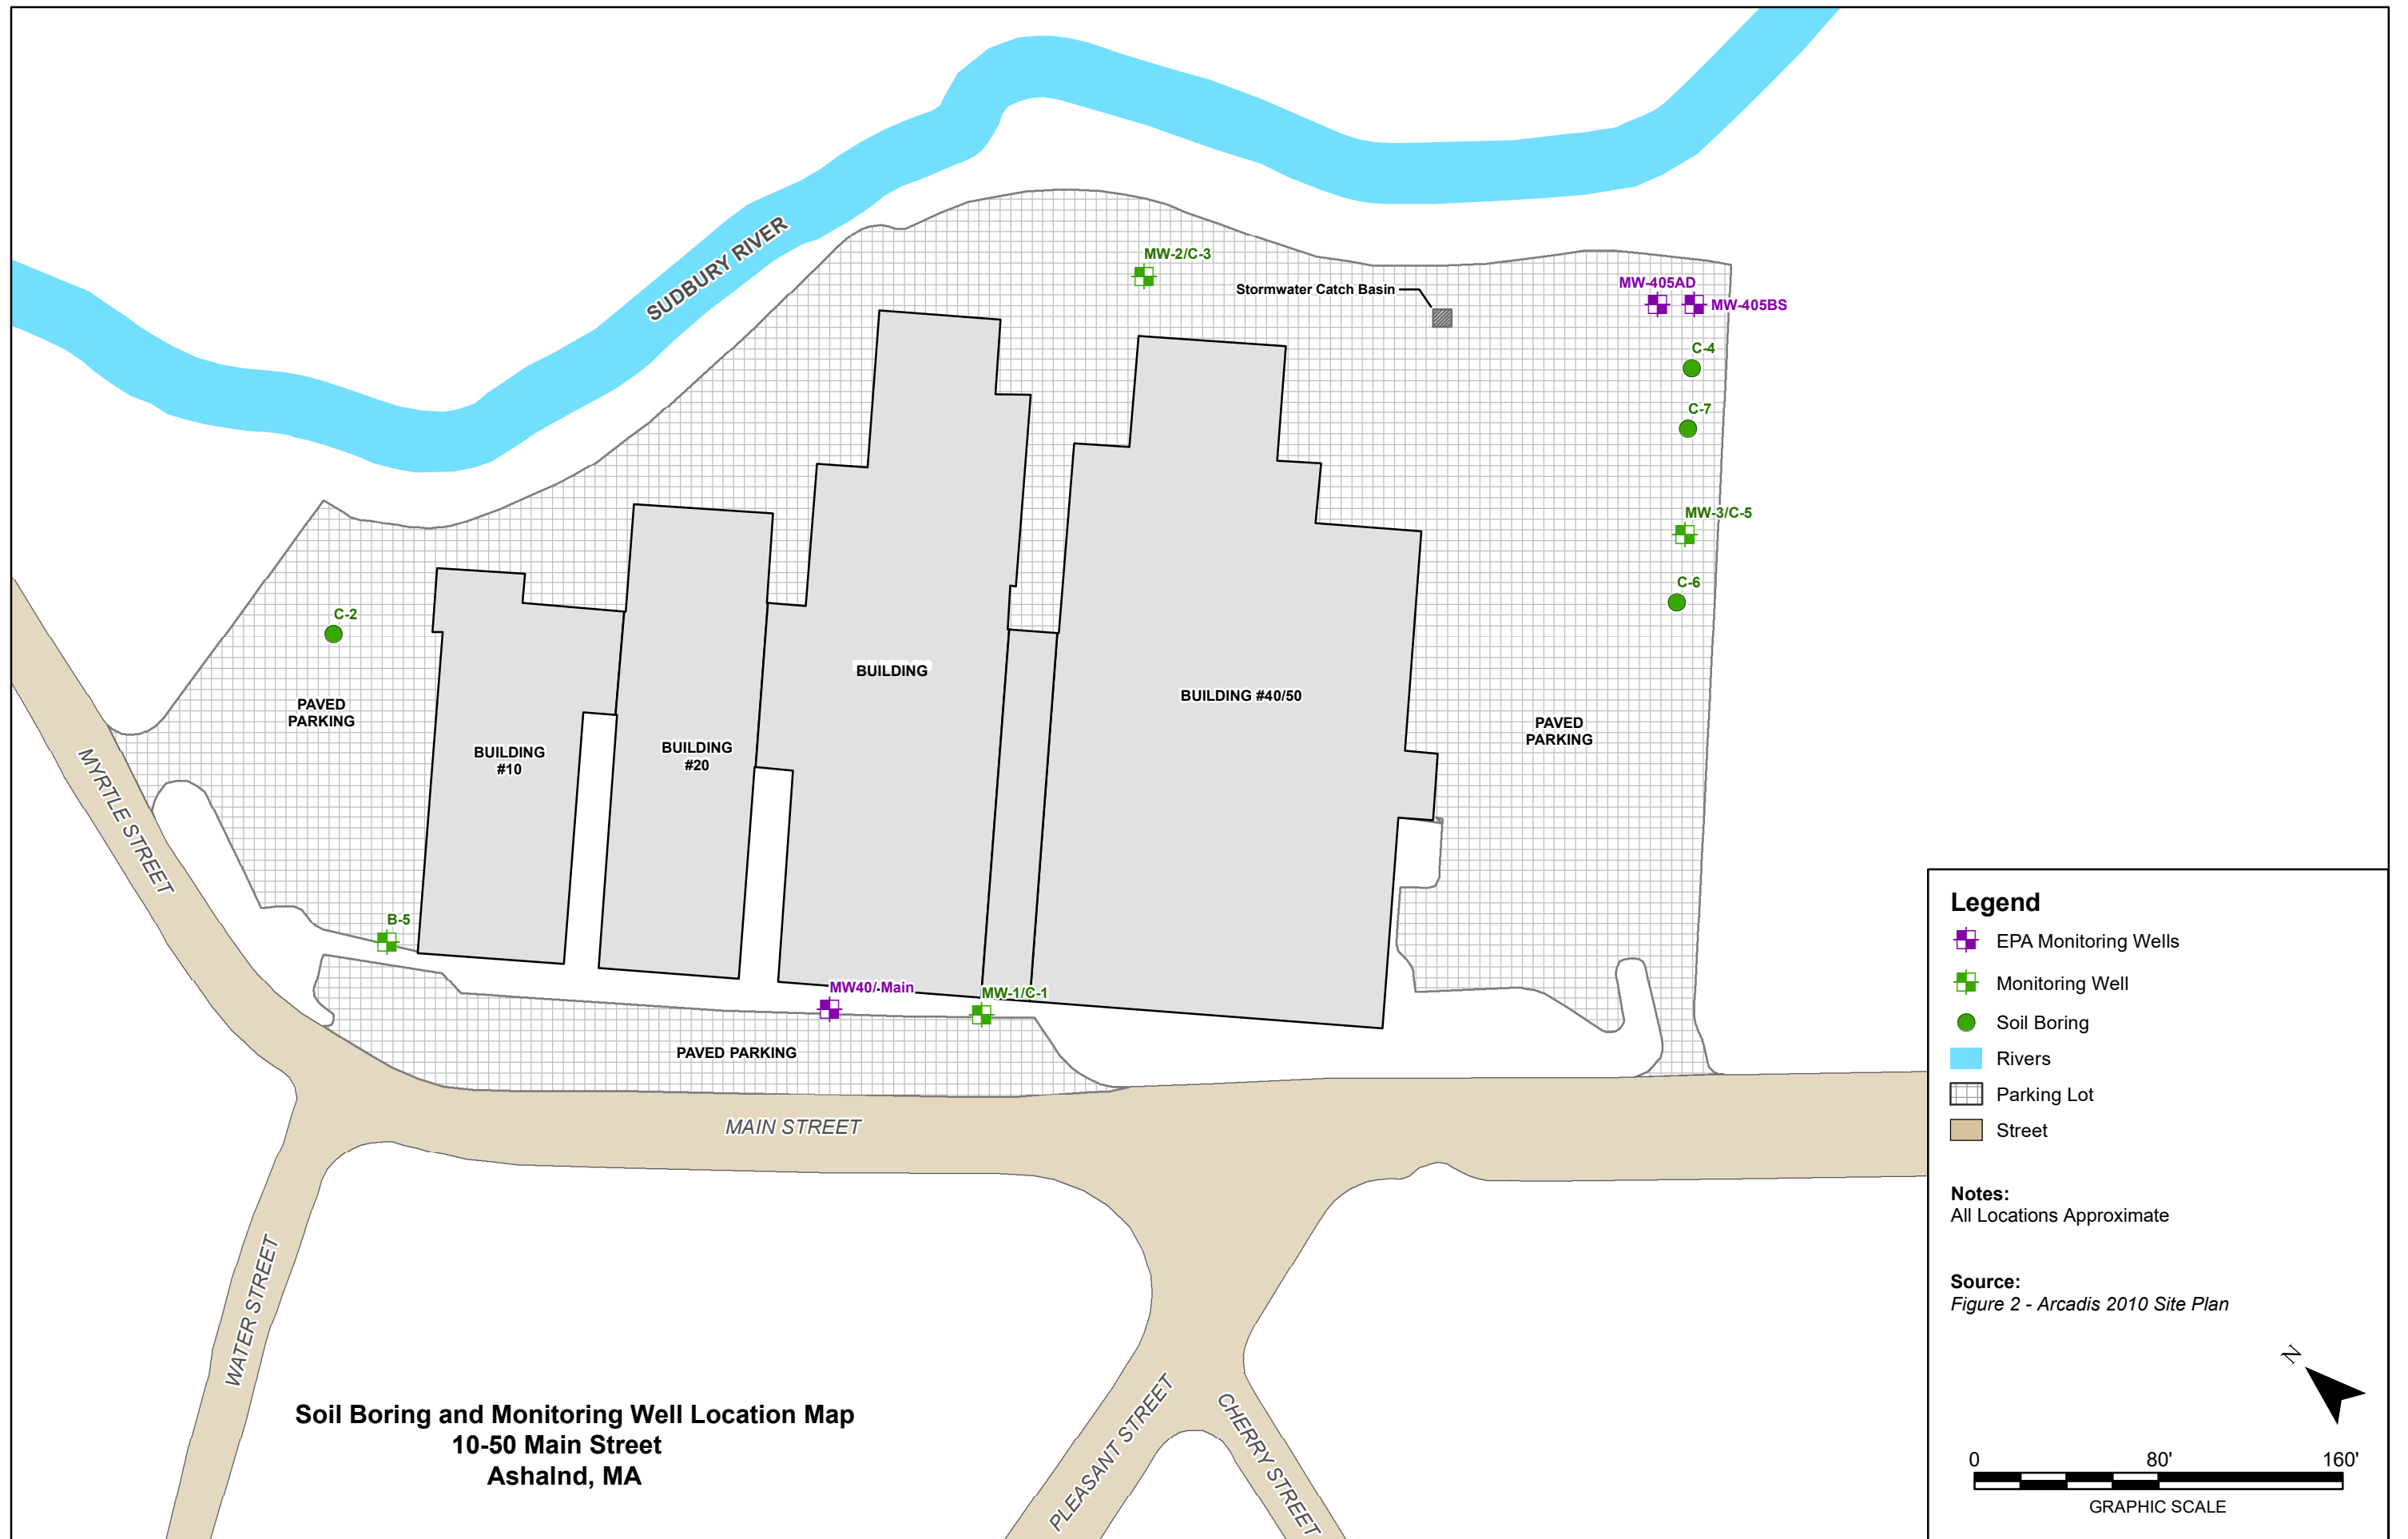 SUDBURY RIVER
MW-2/C-3
Stormwater Catch Basin
MW-405AD
MW-405BS
C-4
C-7
MW-3/C-5
C-6
C-2
PAVED
PARKING
BUILDING
#10
BUILDING
#20
BUILDING
BUILDING #40/50
PAVED
PARKING
MYRTLE STREET
B-5
MW40/-Main
MW-1/C-1
PAVED PARKING
MAIN STREET
WATER STREET
PLEASANT STREET
CHERRY STREET
Soil Boring and Monitoring Well Location Map
10-50 Main Street
Ashalnd, MA
Legend
EPA Monitoring Wells
Monitoring Well
Soil Boring
Rivers
Parking Lot
Street
Notes:
All Locations Approximate
Source:
Figure 2 - Arcadis 2010 Site Plan
N
0 80' 160'
GRAPHIC SCALE